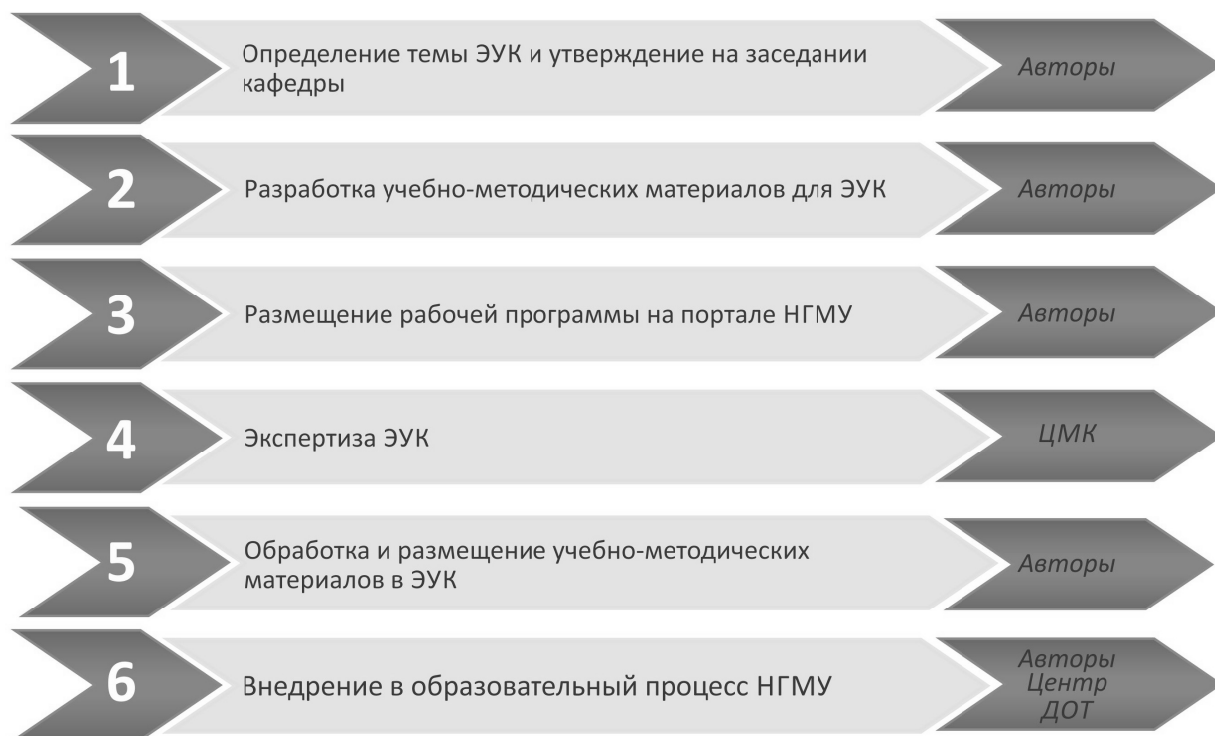 1
Определение темы ЭУК и утверждение на заседании
кафедры
Авторы
2
Разработка учебно-методических материалов для ЭУК
Авторы
3
Размещение рабочей программы на портале НГМУ
Авторы
4
Экспертиза ЭУК
ЦМК
5
Обработка и размещение учебно-методических
материалов в ЭУК
Авторы
6
Внедрение в образовательный процесс НГМУ
Авторы
Центр
ДОТ